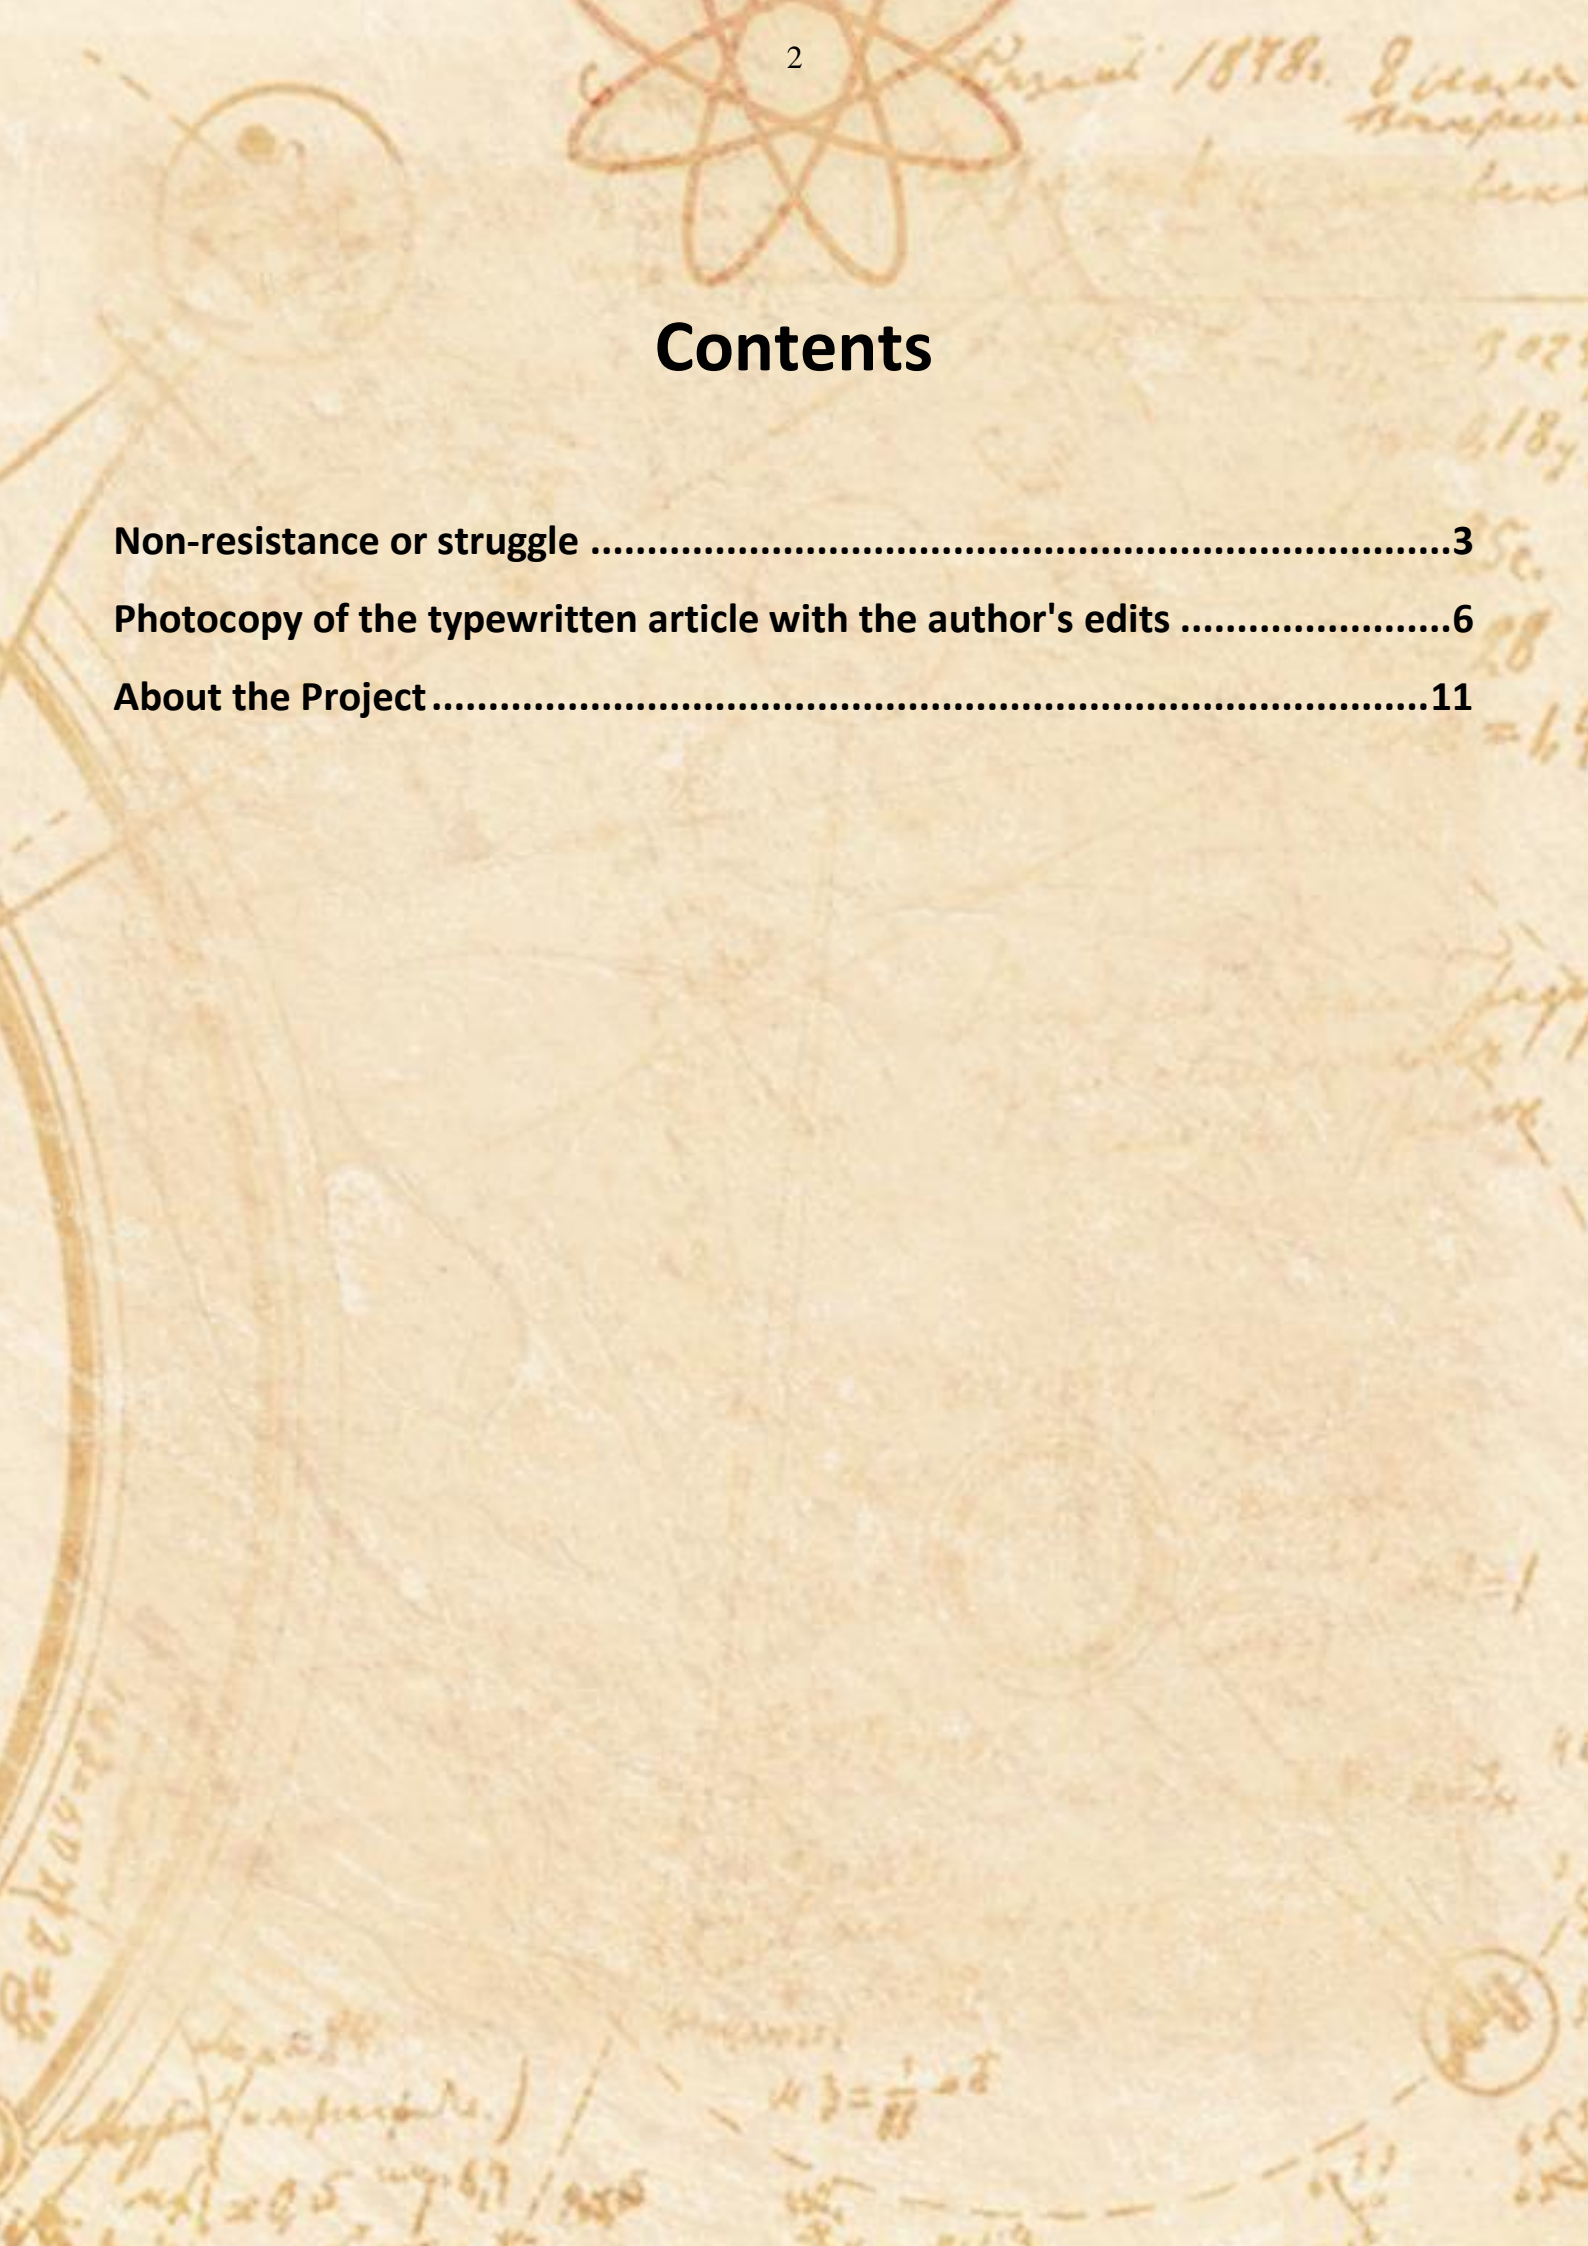 2
1878г.
Contents
Non-resistance or struggle ............................................................................3
Photocopy of the typewritten article with the author's edits ........................6
About the Project........................................................................................11